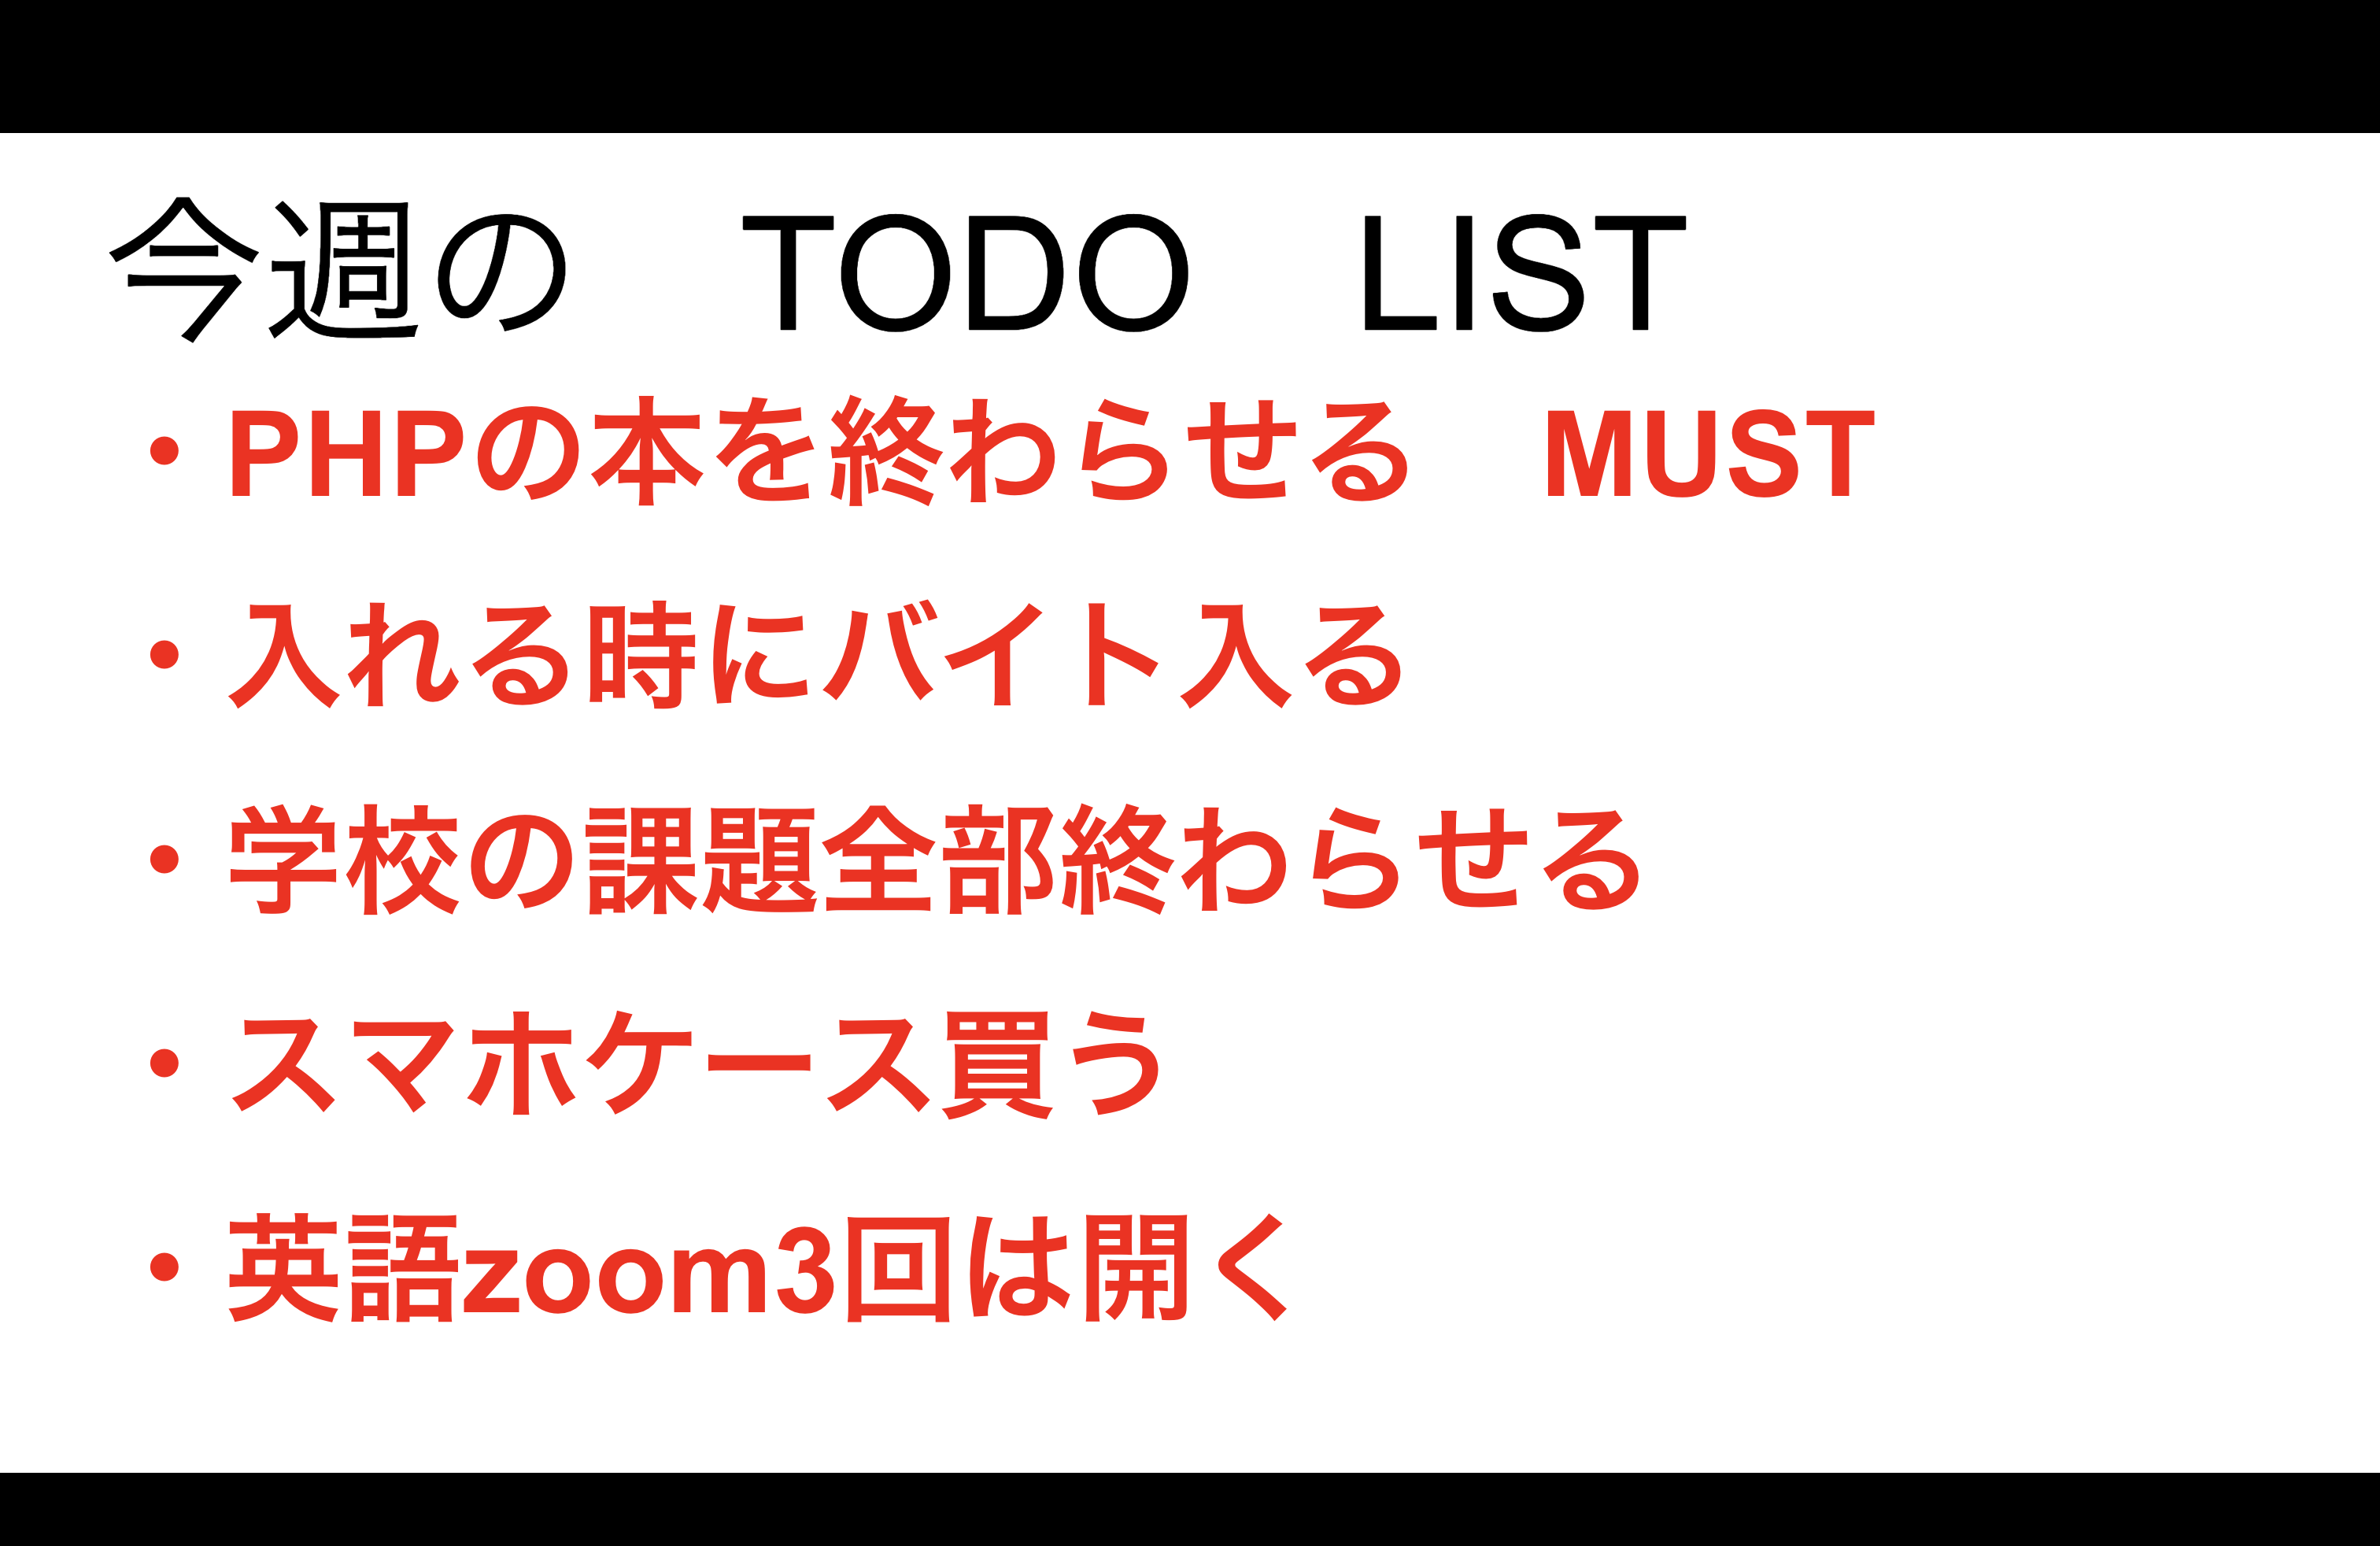 今週の　TODO　LIST
・PHPの本を終わらせる　MUST
・入れる時にバイト入る
・学校の課題全部終わらせる
・スマホケース買う
・英語zoom3回は開く